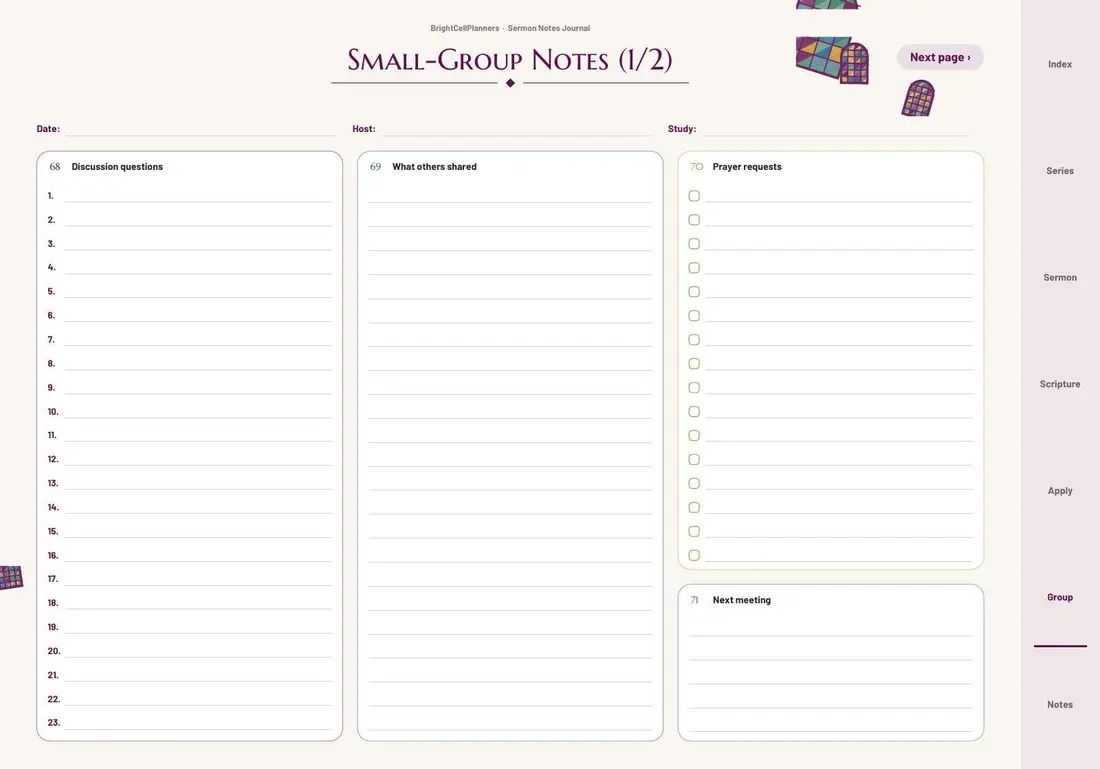 BrightCellPlanners · Sermon Notes Journal
Small-Group Notes (1/2)
Next page ›
Date:
Host:
Study:
68 Discussion questions
1.
2.
3.
4.
5.
6.
7.
8.
9.
10.
11.
12.
13.
14.
15.
16.
17.
18.
19.
20.
21.
22.
23.
69 What others shared
70 Prayer requests
71 Next meeting
Index
Series
Sermon
Scripture
Apply
Group
Notes